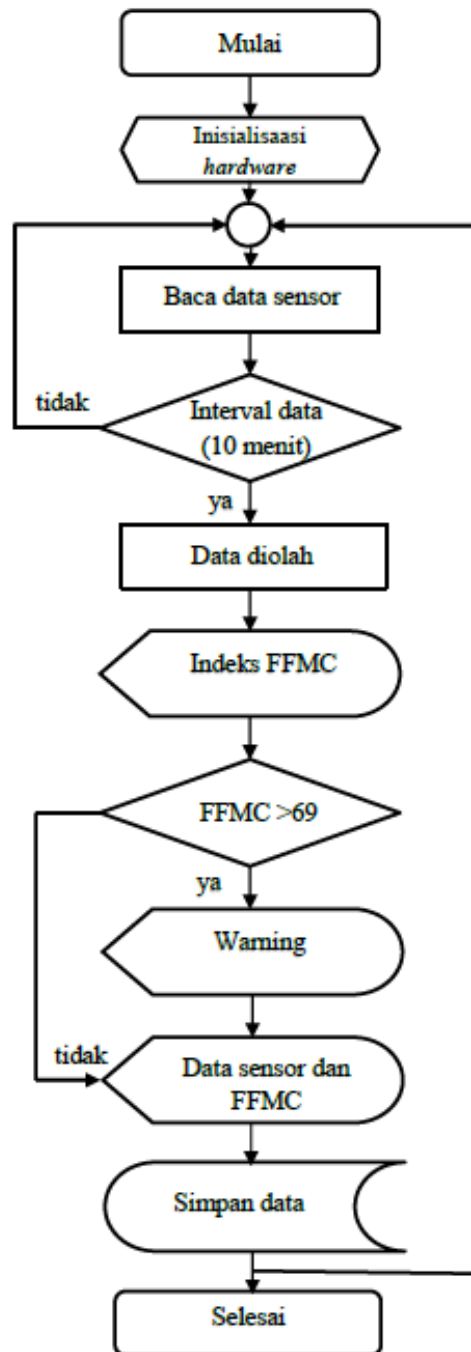 Mulai
Inisialisaasi
hardware
Baca data sensor
tidak
Interval data
(10 menit)
ya
Data diolah
Indeks FFMC
FFMC >69
ya
Warning
tidak
Data sensor dan
FFMC
Simpan data
Selesai